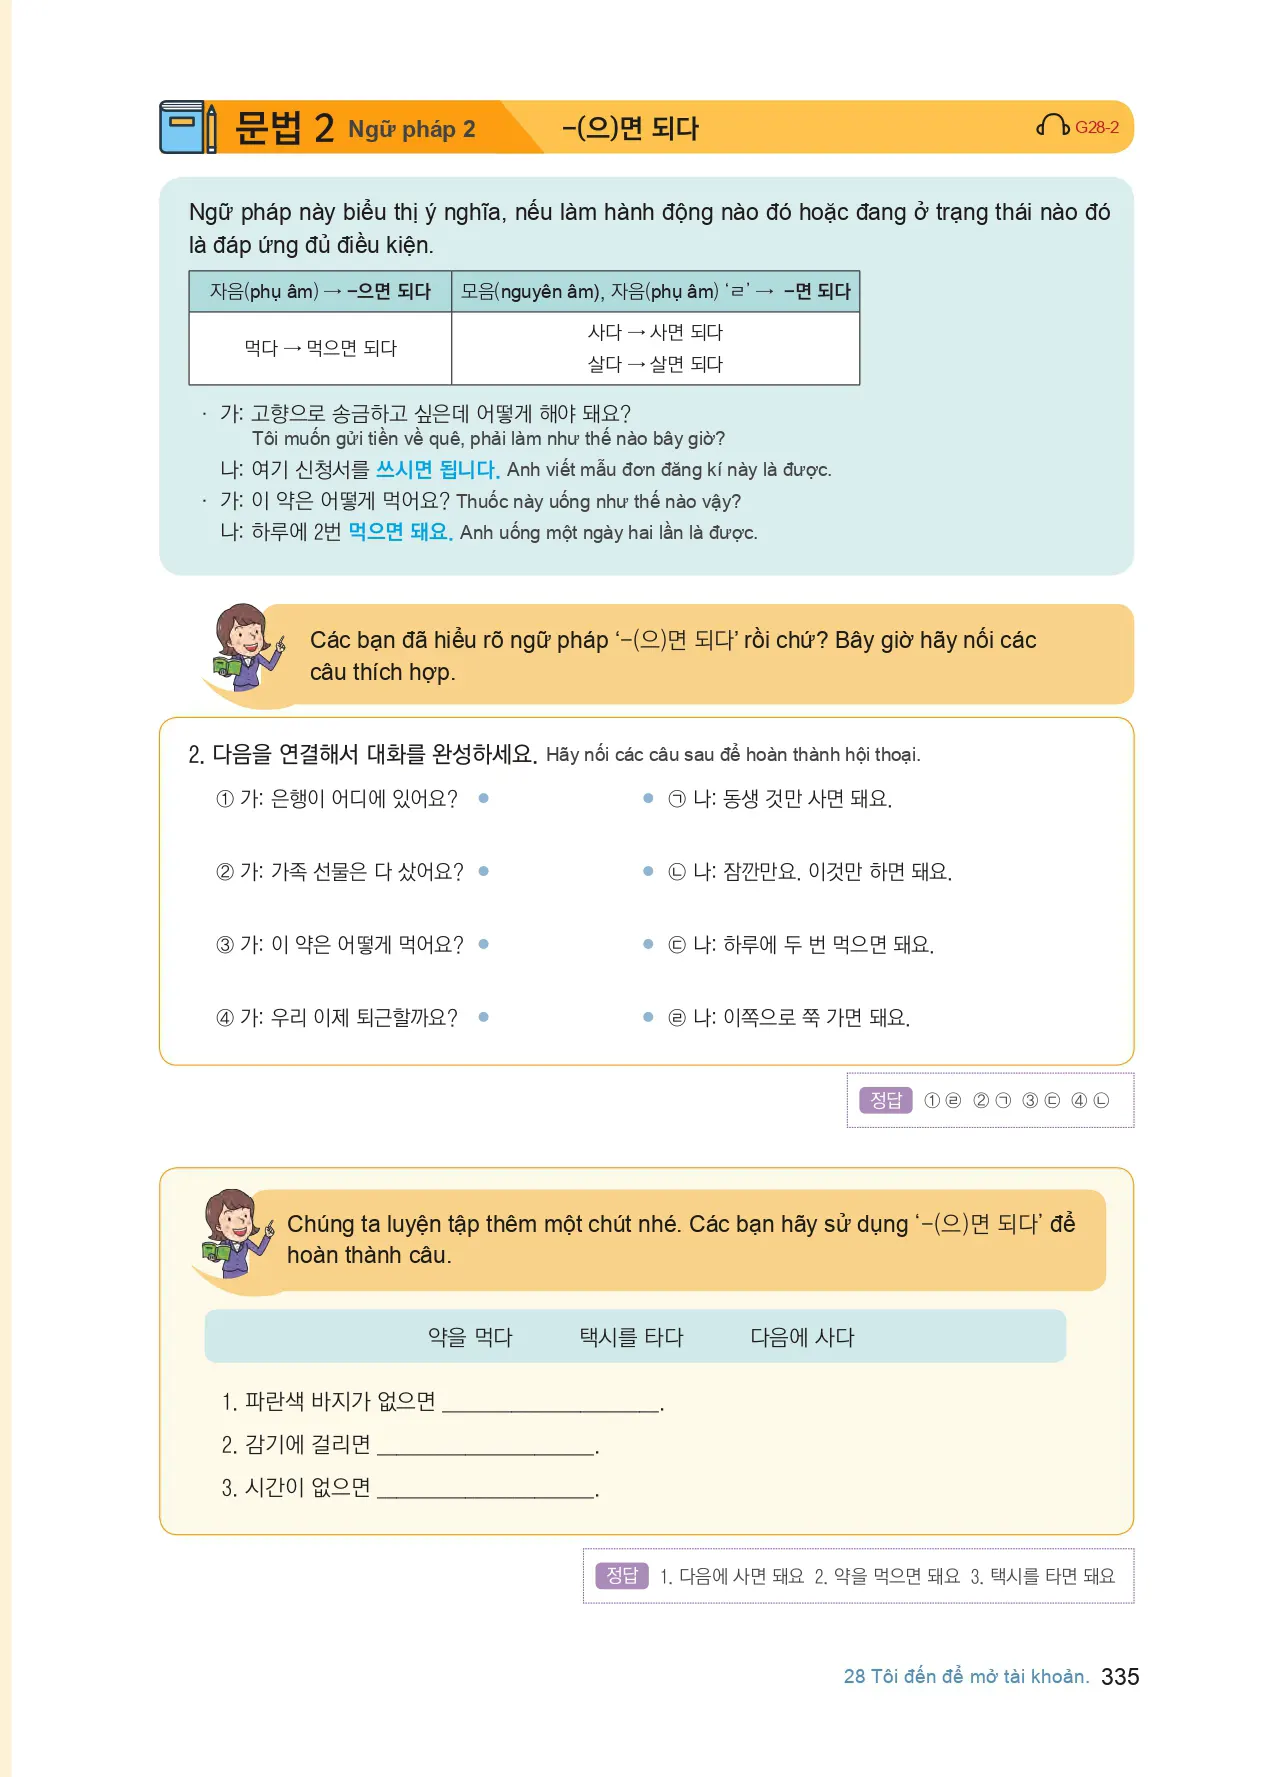 문법 2 Ngữ pháp 2 -(으)면 되다 G28-2
Ngữ pháp này biểu thị ý nghĩa, nếu làm hành động nào đó hoặc đang ở trạng thái nào đó
là đáp ứng đủ điều kiện.
자음(phụ âm) → -으면 되다 모음(nguyên âm), 자음(phụ âm) ‘ㄹ’ → -면 되다
먹다 → 먹으면 되다
사다 → 사면 되다
살다 → 살면 되다
· 가: 고향으로 송금하고 싶은데 어떻게 해야 돼요?
Tôi muốn gửi tiền về quê, phải làm như thế nào bây giờ?
나: 여기 신청서를 쓰시면 됩니다. Anh viết mẫu đơn đăng kí này là được.
· 가: 이 약은 어떻게 먹어요? Thuốc này uống như thế nào vậy?
나: 하루에 2번 먹으면 돼요. Anh uống một ngày hai lần là được.
Các bạn đã hiểu rõ ngữ pháp ‘-(으)면 되다’ rồi chứ? Bây giờ hãy nối các
câu thích hợp.
2. 다음을 연결해서 대화를 완성하세요. Hãy nối các câu sau để hoàn thành hội thoại.
① 가: 은행이 어디에 있어요? ● ● ㉠ 나: 동생 것만 사면 돼요.
② 가: 가족 선물은 다 샀어요? ● ● ㉡ 나: 잠깐만요. 이것만 하면 돼요.
③ 가: 이 약은 어떻게 먹어요? ● ● ㉢ 나: 하루에 두 번 먹으면 돼요.
④ 가: 우리 이제 퇴근할까요? ● ● ㉣ 나: 이쪽으로 쭉 가면 돼요.
정답 ① ㉣ ② ㉠ ③ ㉢ ④ ㉡
Chúng ta luyện tập thêm một chút nhé. Các bạn hãy sử dụng ‘-(으)면 되다’ để
hoàn thành câu.
약을 먹다 택시를 타다 다음에 사다
1. 파란색 바지가 없으면 ____________________.
2. 감기에 걸리면 ____________________.
3. 시간이 없으면 ____________________.
정답 1. 다음에 사면 돼요 2. 약을 먹으면 돼요 3. 택시를 타면 돼요
28 Tôi đến để mở tài khoản. 335